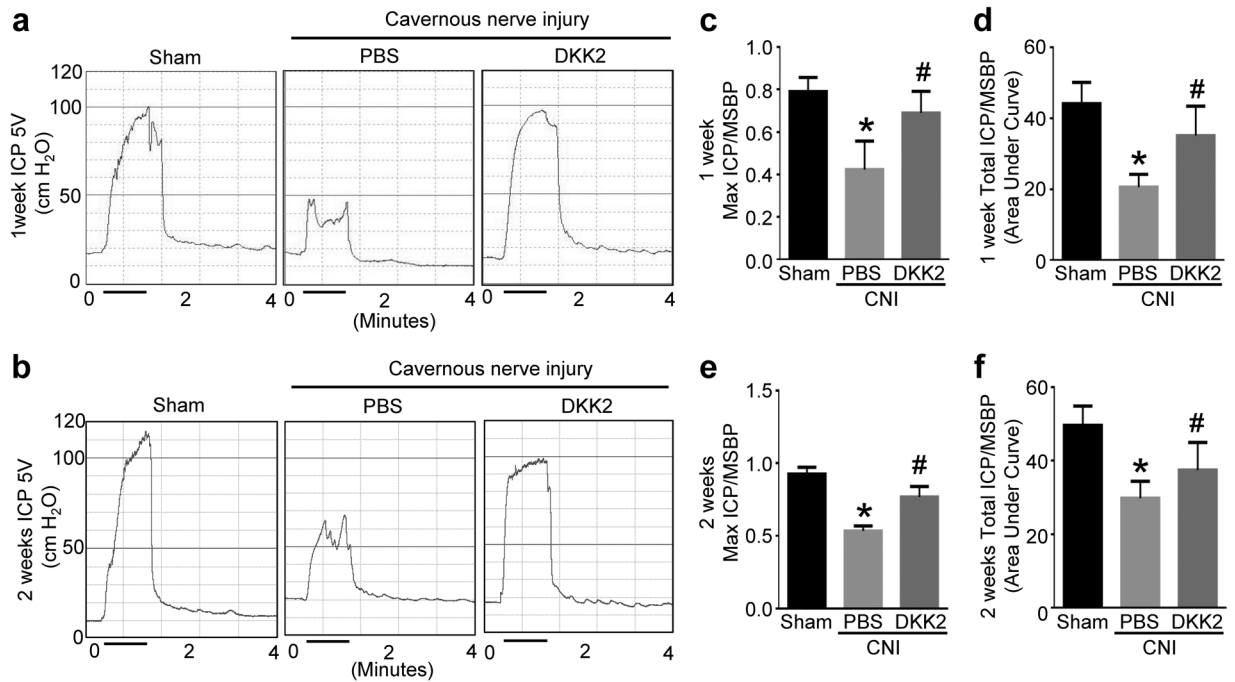 a
Cavernous nerve injury
Sham
PBS
DKK2
1week ICP 5V
(cm H₂O)
120
100
50
0
0 2 4
0 2 4
0 2 4
(Minutes)
c
1 week
Max ICP/MSBP
1.0
0.8
0.6
0.4
0.2
0.0
*
#
Sham PBS DKK2
CNI
d
1 week Total ICP/MSBP
(Area Under Curve)
60
40
20
0
*
#
Sham PBS DKK2
CNI
b
Cavernous nerve injury
Sham
PBS
DKK2
2 weeks ICP 5V
(cm H₂O)
120
100
50
0
0 2 4
0 2 4
0 2 4
(Minutes)
e
2 weeks
Max ICP/MSBP
1.5
1.0
0.5
0.0
*
#
Sham PBS DKK2
CNI
f
2 weeks Total ICP/MSBP
(Area Under Curve)
60
40
20
0
*
#
Sham PBS DKK2
CNI